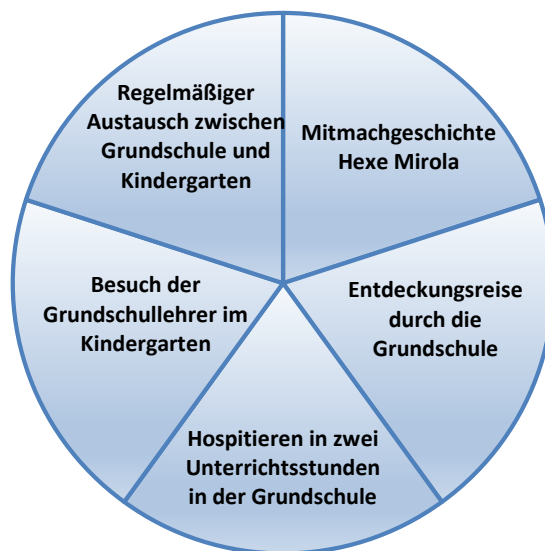 Regelmäßiger
Austausch zwischen
Grundschule und
Kindergarten
Mitmachgeschichte
Hexe Mirola
Entdeckungsreise
durch die
Grundschule
Hospitieren in zwei
Unterrichtsstunden
in der Grundschule
Besuch der
Grundschullehrer im
Kindergarten